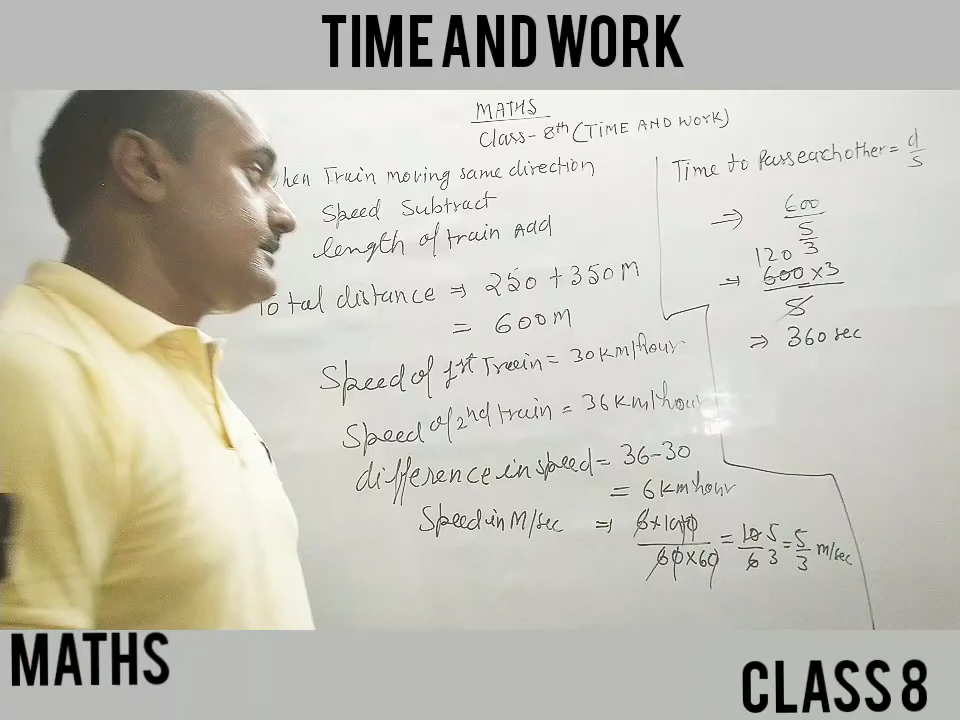 TIME AND WORK
MATHS
Class-8th (TIME AND WORK)
hen Train moving same direction
Speed Subtract
length of train Add
Total distance ⇒ 250 + 350 M
= 600M
Speed of 1st Train = 30 KM/hour
Speed of 2nd train = 36 KM/hour
difference in speed = 36-30
= 6 KM/hour
Speed in M/sec ⇒ 6×1000/60×60 = 10/6 5/3 = 5/3 m/sec
Time to Pass each other = d/s
⇒ 600/5/3
120
⇒ 600×3/5
⇒ 360 sec
MATHS
CLASS 8